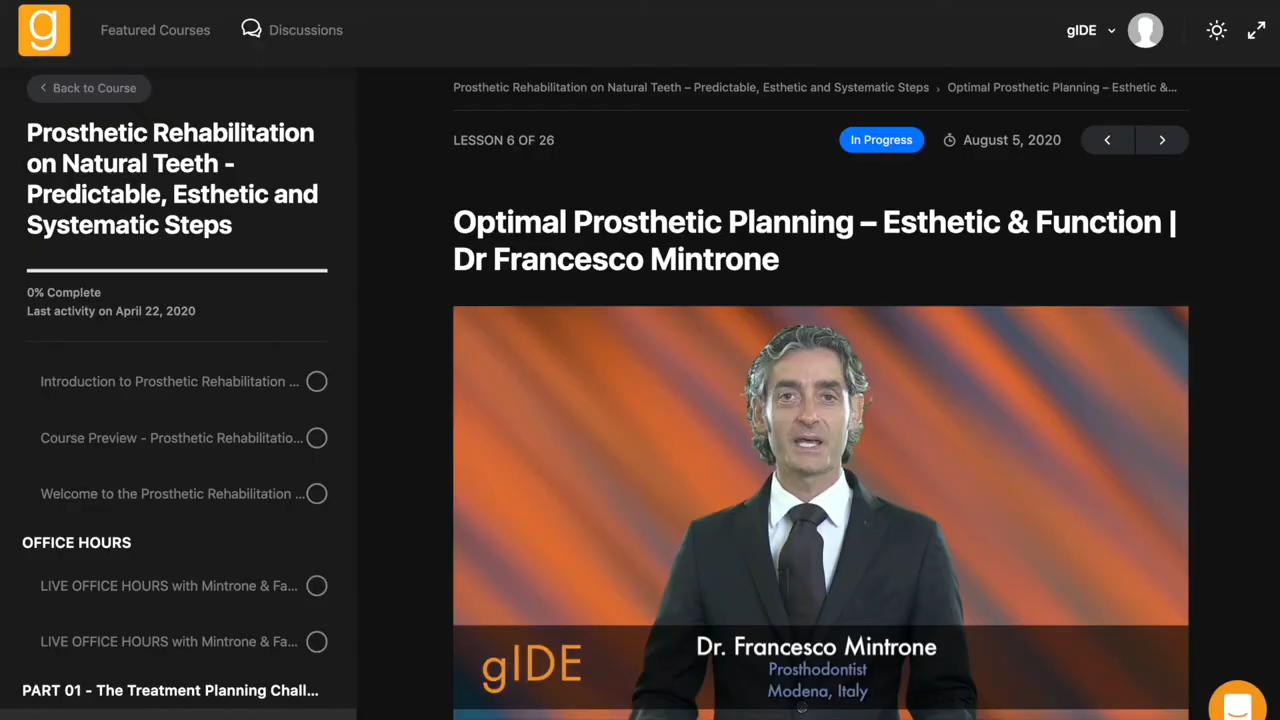 g
Featured Courses
Discussions
gIDE
Back to Course
Prosthetic Rehabilitation
on Natural Teeth -
Predictable, Esthetic and
Systematic Steps
0% Complete
Last activity on April 22, 2020
Introduction to Prosthetic Rehabilitation ...
Course Preview - Prosthetic Rehabilitatio...
Welcome to the Prosthetic Rehabilitation ...
OFFICE HOURS
LIVE OFFICE HOURS with Mintrone & Fa...
LIVE OFFICE HOURS with Mintrone & Fa...
PART 01 - The Treatment Planning Chall...
Prosthetic Rehabilitation on Natural Teeth – Predictable, Esthetic and Systematic Steps › Optimal Prosthetic Planning – Esthetic &...
LESSON 6 OF 26
In Progress
August 5, 2020
Optimal Prosthetic Planning – Esthetic & Function |
Dr Francesco Mintrone
gIDE
Dr. Francesco Mintrone
Prosthodontist
Modena, Italy